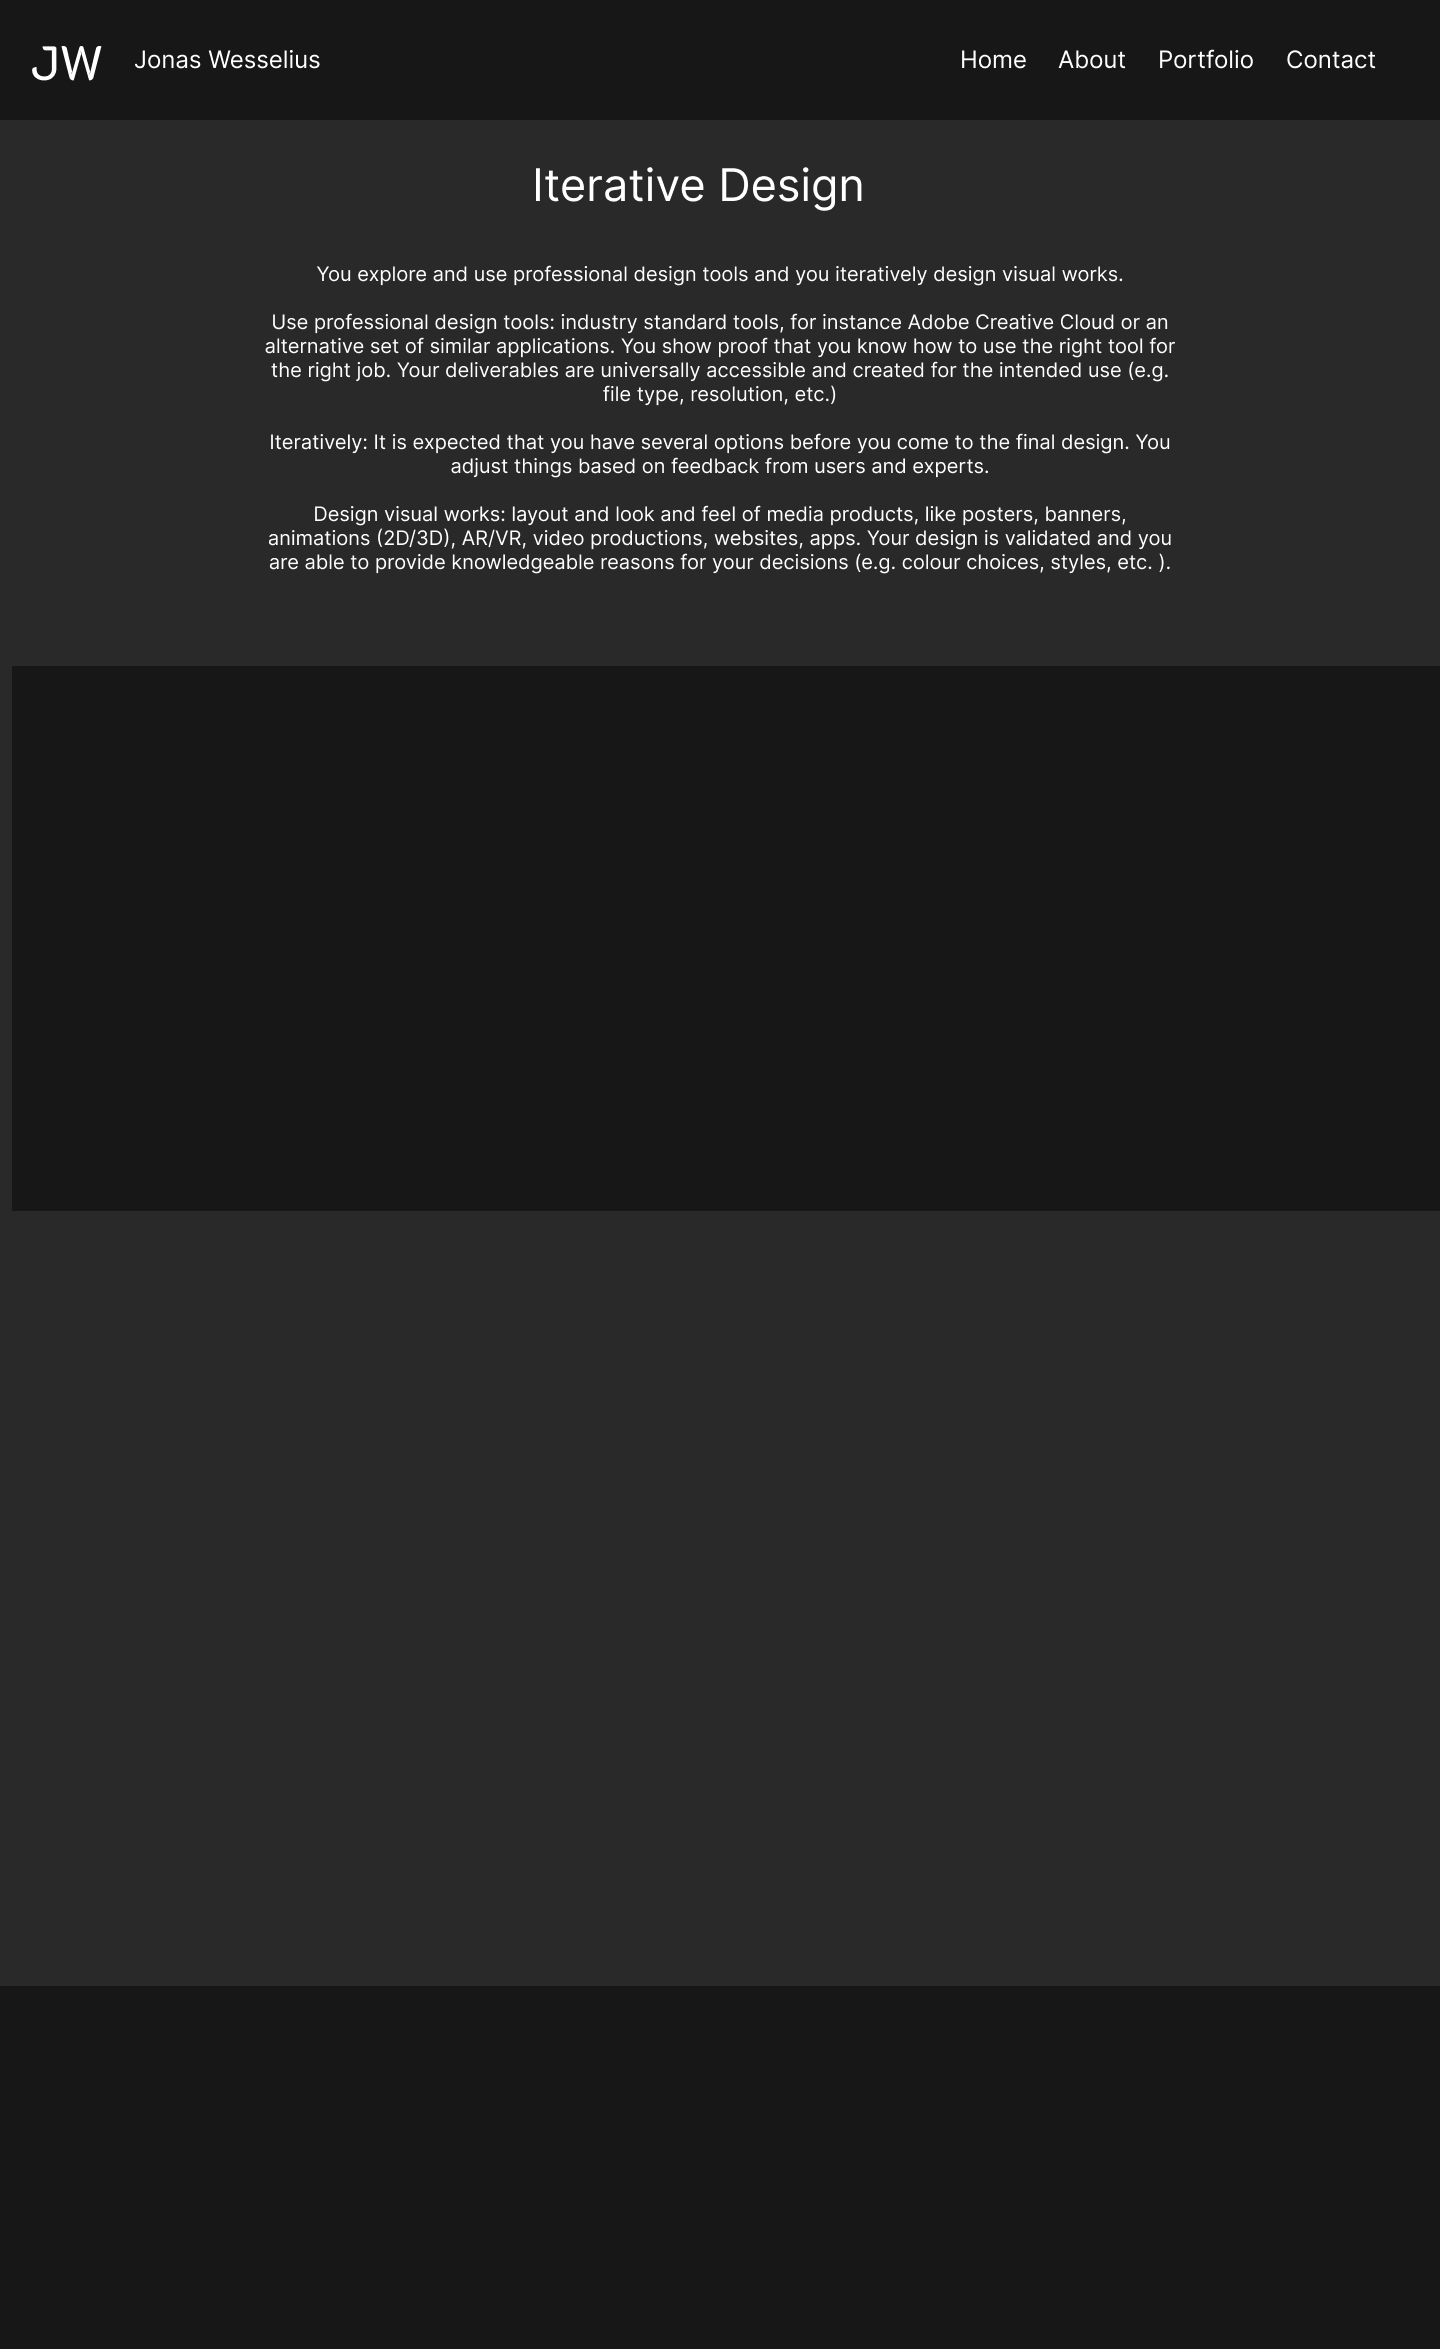 JW
Jonas Wesselius
Home
About
Portfolio
Contact
Iterative Design
You explore and use professional design tools and you iteratively design visual works.
Use professional design tools: industry standard tools, for instance Adobe Creative Cloud or an
alternative set of similar applications. You show proof that you know how to use the right tool for
the right job. Your deliverables are universally accessible and created for the intended use (e.g.
file type, resolution, etc.)
Iteratively: It is expected that you have several options before you come to the final design. You
adjust things based on feedback from users and experts.
Design visual works: layout and look and feel of media products, like posters, banners,
animations (2D/3D), AR/VR, video productions, websites, apps. Your design is validated and you
are able to provide knowledgeable reasons for your decisions (e.g. colour choices, styles, etc. ).